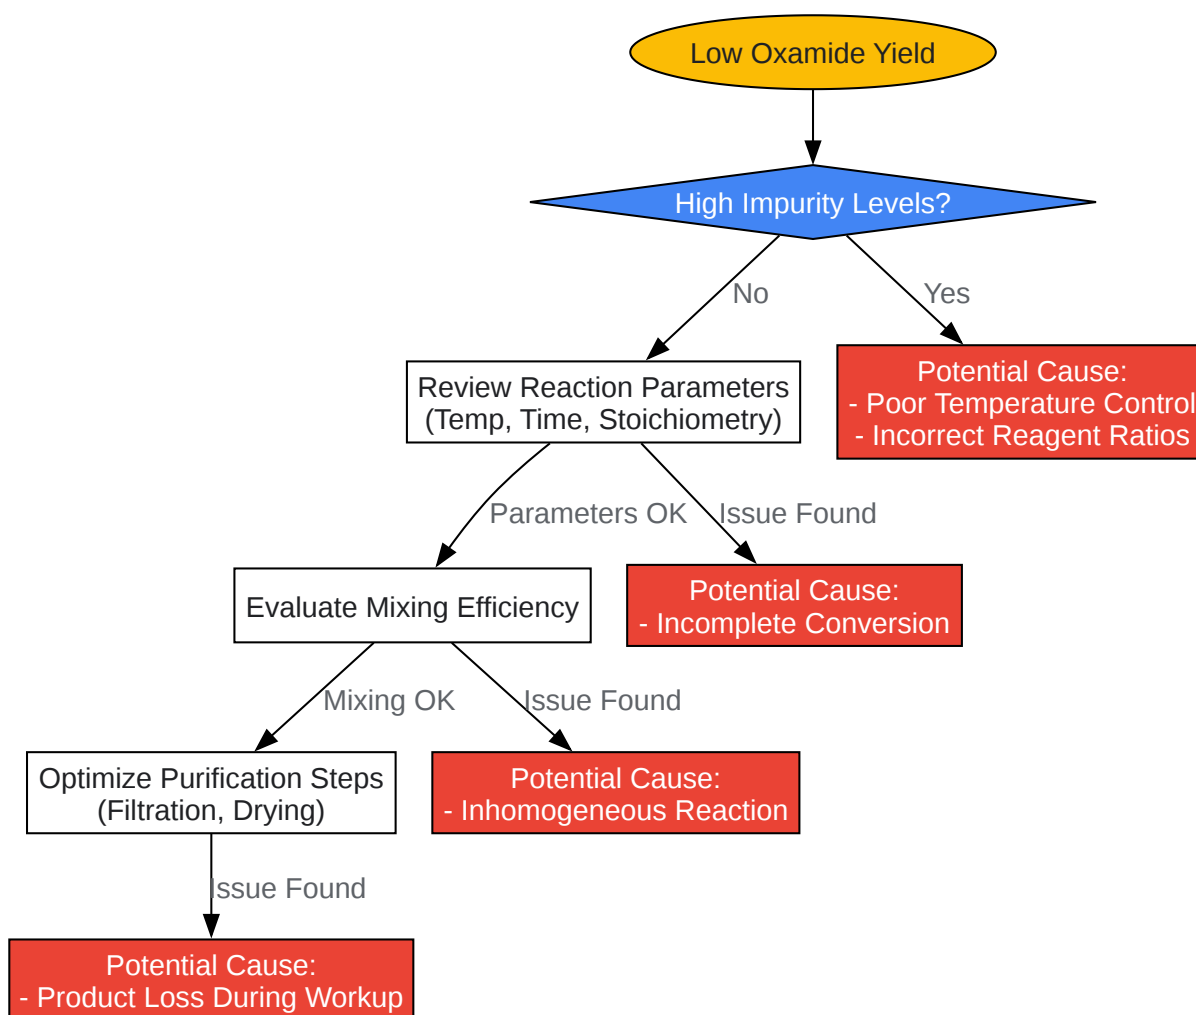 Low Oxamide Yield
High Impurity Levels?
No
Yes
Review Reaction Parameters
(Temp, Time, Stoichiometry)
Potential Cause:
- Poor Temperature Control
- Incorrect Reagent Ratios
Parameters OK
Issue Found
Evaluate Mixing Efficiency
Potential Cause:
- Incomplete Conversion
Mixing OK
Issue Found
Optimize Purification Steps
(Filtration, Drying)
Potential Cause:
- Inhomogeneous Reaction
Issue Found
Potential Cause:
- Product Loss During Workup